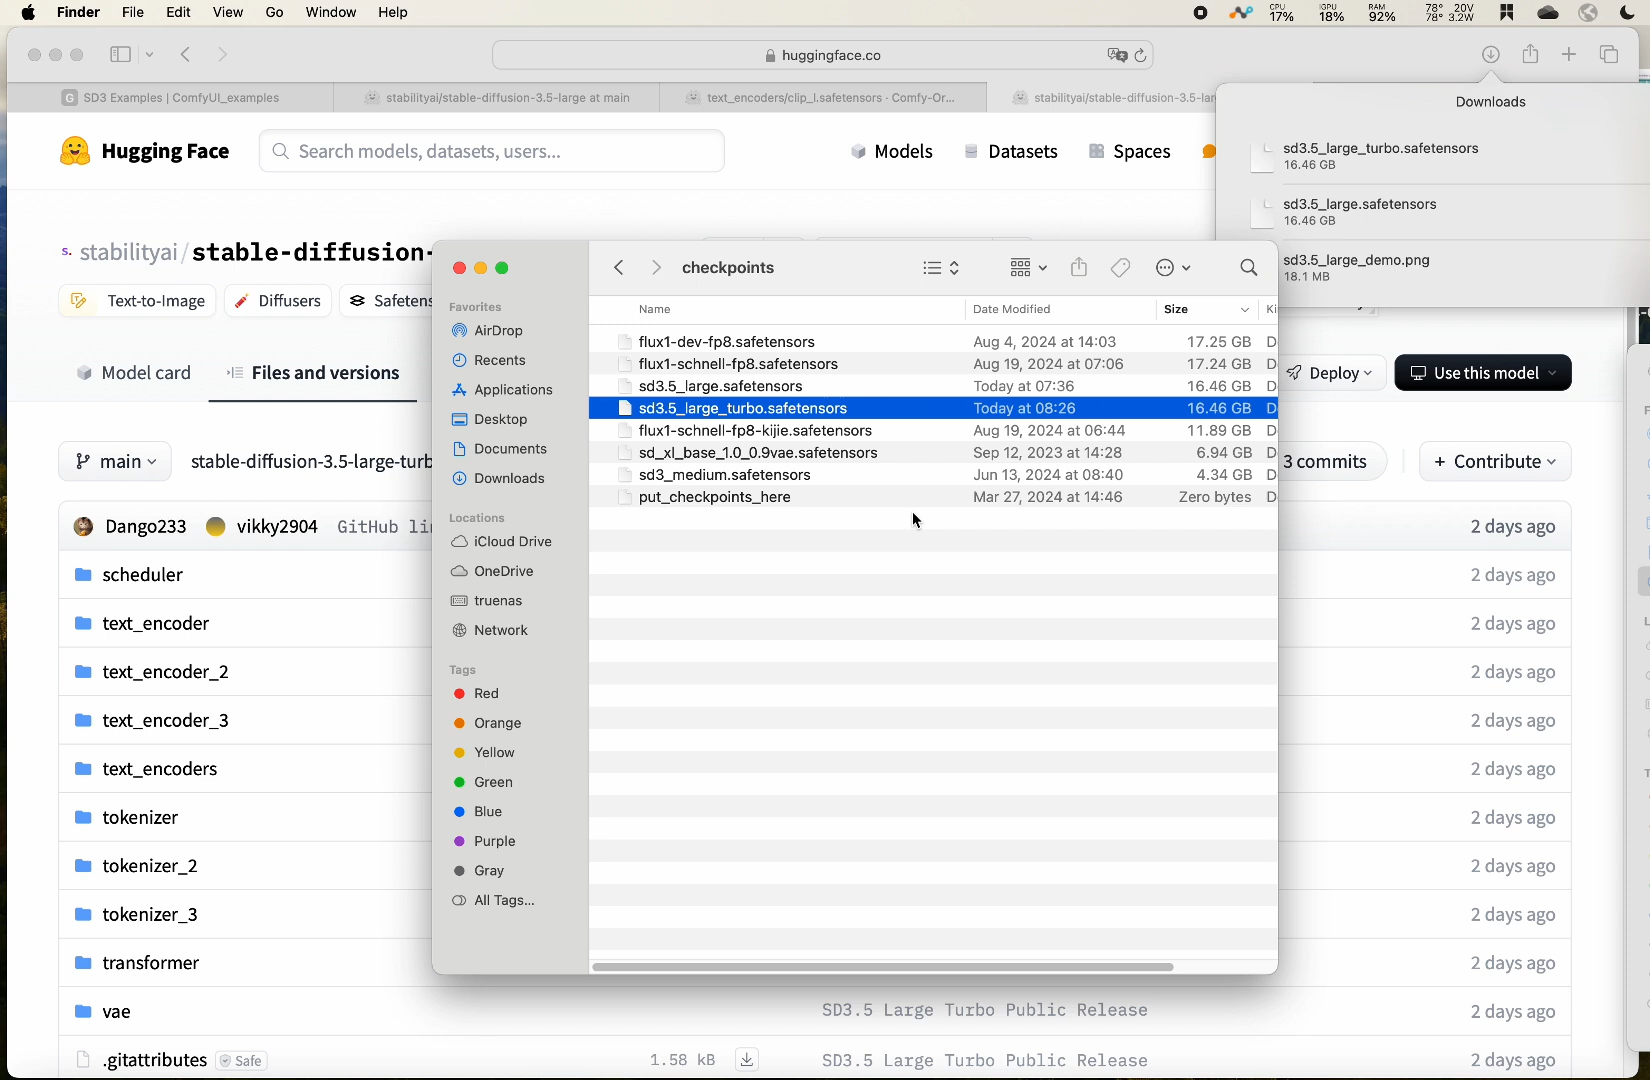 Finder File Edit View Go Window Help
CPU 17% IGPU 18% RAM 92% 78° 78° 20V 3.2W
huggingface.co
SD3 Examples | ComfyUI_examples
stabilityai/stable-diffusion-3.5-large at main
text_encoders/clip_l.safetensors · Comfy-Or...
stabilityai/stable-diffusion-3.5-lar
Downloads
sd3.5_large_turbo.safetensors
16.46 GB
sd3.5_large.safetensors
16.46 GB
sd3.5_large_demo.png
18.1 MB
Hugging Face
Search models, datasets, users...
Models Datasets Spaces
stabilityai/stable-diffusion-
Text-to-Image Diffusers Safetens
Model card Files and versions
Deploy Use this model
main stable-diffusion-3.5-large-turb
3 commits + Contribute
Dango233 vikky2904 GitHub li
2 days ago
scheduler 2 days ago
text_encoder 2 days ago
text_encoder_2 2 days ago
text_encoder_3 2 days ago
text_encoders 2 days ago
tokenizer 2 days ago
tokenizer_2 2 days ago
tokenizer_3 2 days ago
transformer 2 days ago
vae SD3.5 Large Turbo Public Release 2 days ago
.gitattributes Safe 1.58 kB SD3.5 Large Turbo Public Release 2 days ago
checkpoints
Favorites
AirDrop
Recents
Applications
Desktop
Documents
Downloads
Locations
iCloud Drive
OneDrive
truenas
Network
Tags
Red
Orange
Yellow
Green
Blue
Purple
Gray
All Tags...
Name Date Modified Size Ki
flux1-dev-fp8.safetensors Aug 4, 2024 at 14:03 17.25 GB D
flux1-schnell-fp8.safetensors Aug 19, 2024 at 07:06 17.24 GB D
sd3.5_large.safetensors Today at 07:36 16.46 GB D
sd3.5_large_turbo.safetensors Today at 08:26 16.46 GB D
flux1-schnell-fp8-kijie.safetensors Aug 19, 2024 at 06:44 11.89 GB D
sd_xl_base_1.0_0.9vae.safetensors Sep 12, 2023 at 14:28 6.94 GB D
sd3_medium.safetensors Jun 13, 2024 at 08:40 4.34 GB D
put_checkpoints_here Mar 27, 2024 at 14:46 Zero bytes D